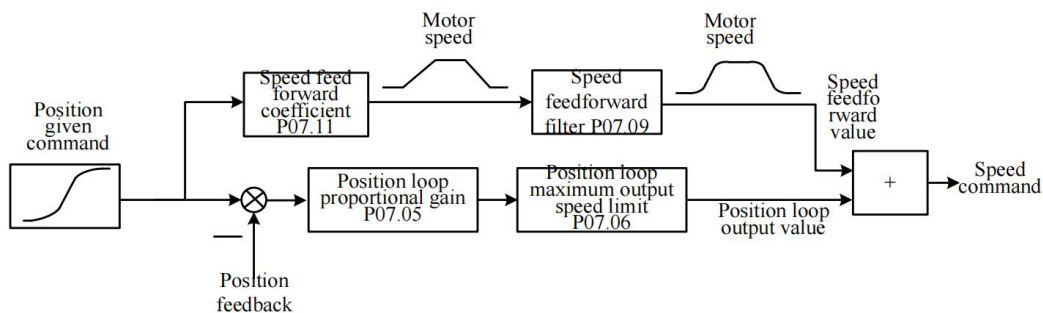 Motor
speed
Motor
speed
Speed feed
forward
coefficient
P07.11
Speed
feedforward
filter P07.09
Speed
feedfo
rward
value
Position
given
command
Position loop
proportional gain
P07.05
Position loop
maximum output
speed limit
P07.06
+
Speed
command
Position loop
output value
Position
feedback